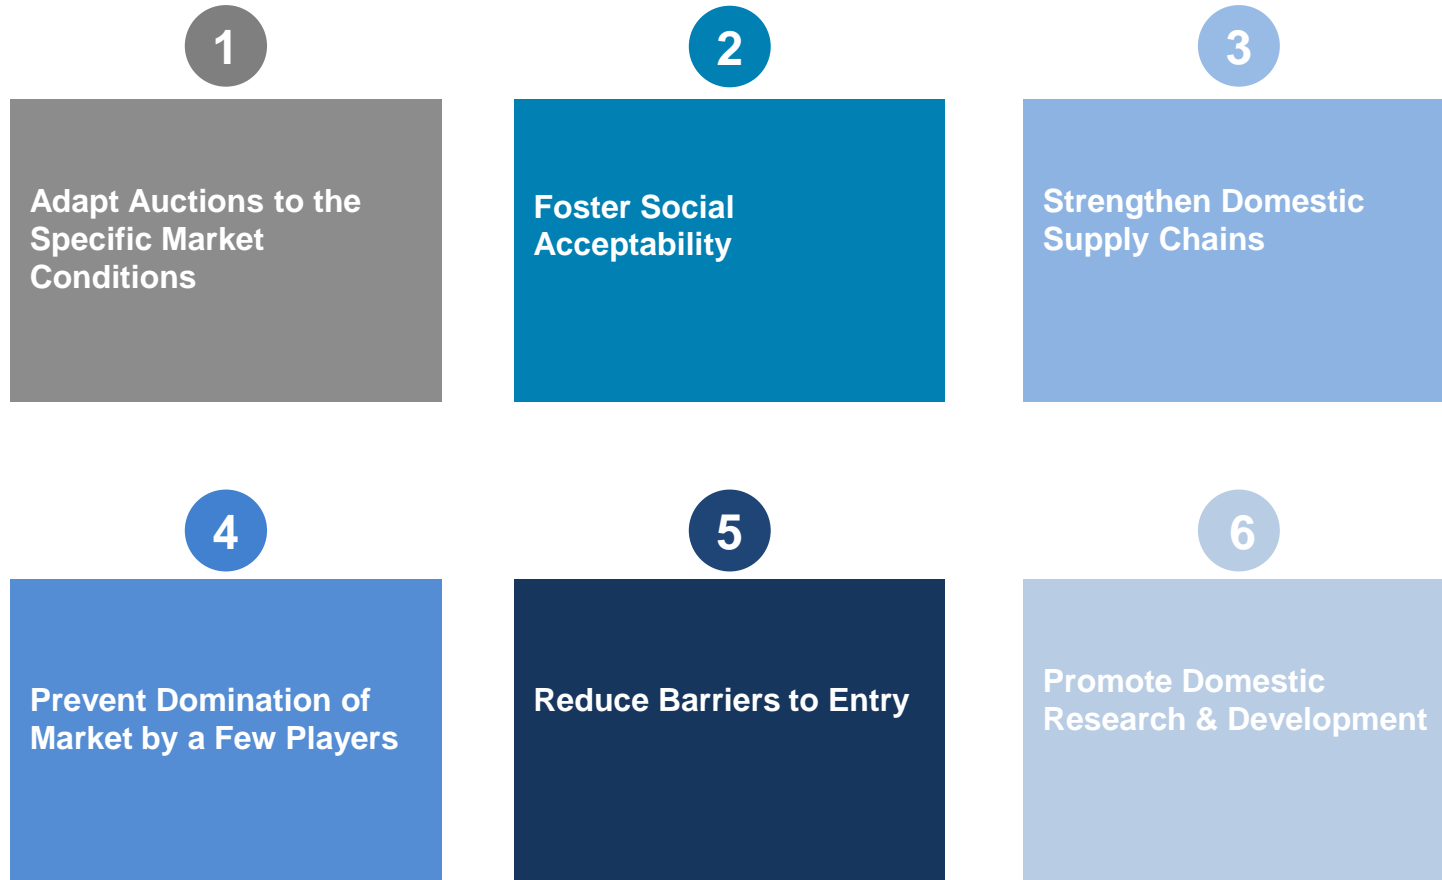 1
Adapt Auctions to the
Specific Market
Conditions
2
Foster Social
Acceptability
3
Strengthen Domestic
Supply Chains
4
Prevent Domination of
Market by a Few Players
5
Reduce Barriers to Entry
6
Promote Domestic
Research & Development